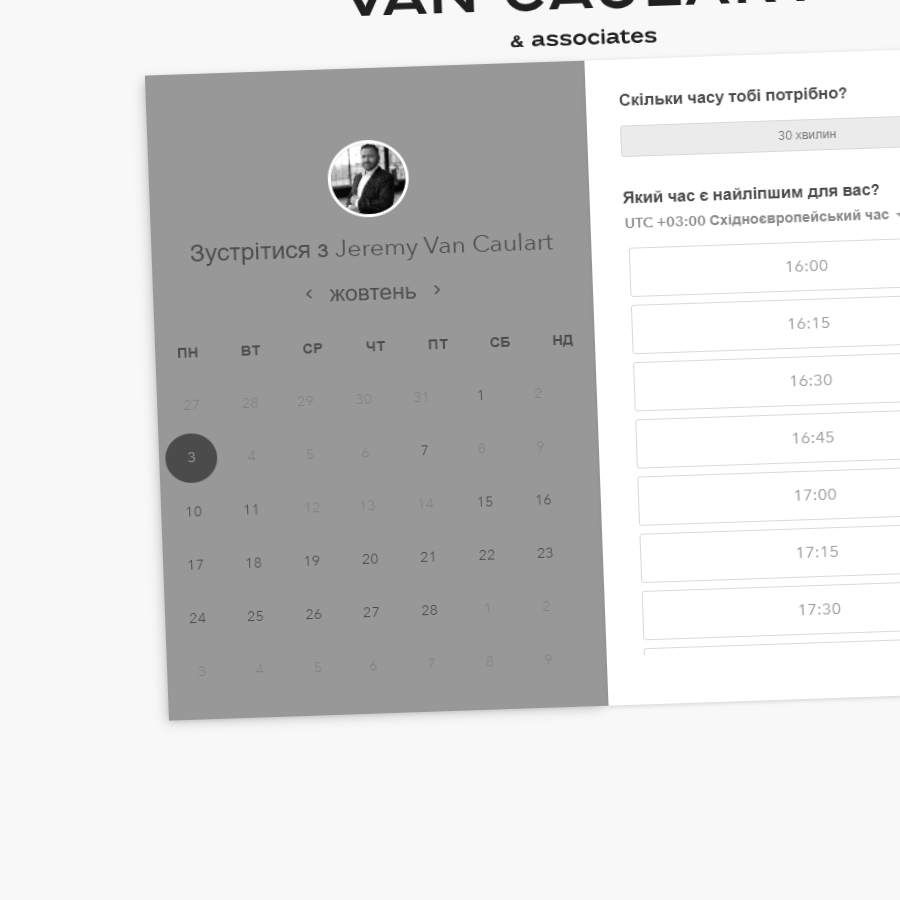 VAN CAULART
& associates
Зустрітися з Jeremy Van Caulart
‹ жовтень ›
ПН ВТ СР ЧТ ПТ СБ НД
27 28 29 30 31 1 2
3 4 5 6 7 8 9
10 11 12 13 14 15 16
17 18 19 20 21 22 23
24 25 26 27 28 1 2
3 4 5 6 7 8 9
Скільки часу тобі потрібно?
30 хвилин
Який час є найліпшим для вас?
UTC +03:00 Східноєвропейський час
16:00
16:15
16:30
16:45
17:00
17:15
17:30